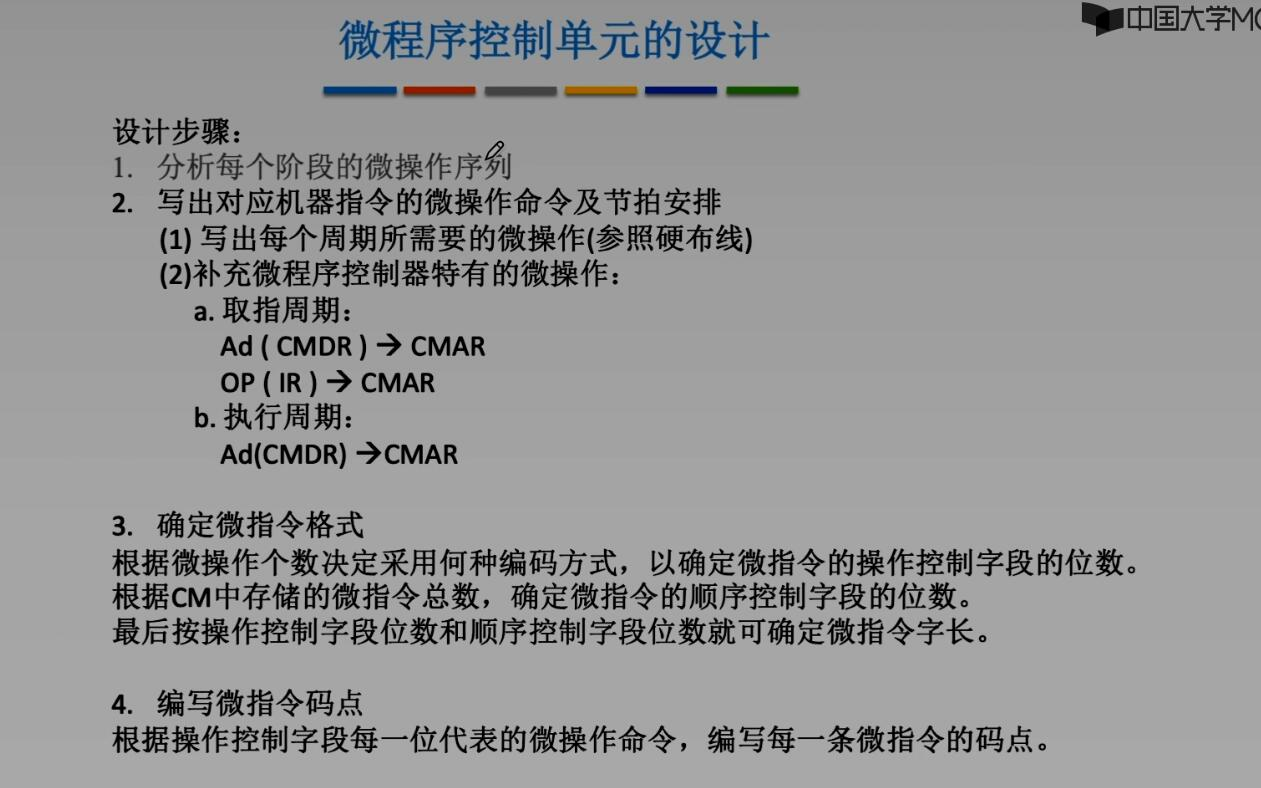 中国大学MO
微程序控制单元的设计
设计步骤：
1. 分析每个阶段的微操作序列
2. 写出对应机器指令的微操作命令及节拍安排
(1) 写出每个周期所需要的微操作(参照硬布线)
(2)补充微程序控制器特有的微操作：
a. 取指周期：
Ad ( CMDR ) → CMAR
OP ( IR ) → CMAR
b. 执行周期：
Ad(CMDR) →CMAR
3. 确定微指令格式
根据微操作个数决定采用何种编码方式，以确定微指令的操作控制字段的位数。
根据CM中存储的微指令总数，确定微指令的顺序控制字段的位数。
最后按操作控制字段位数和顺序控制字段位数就可确定微指令字长。
4. 编写微指令码点
根据操作控制字段每一位代表的微操作命令，编写每一条微指令的码点。